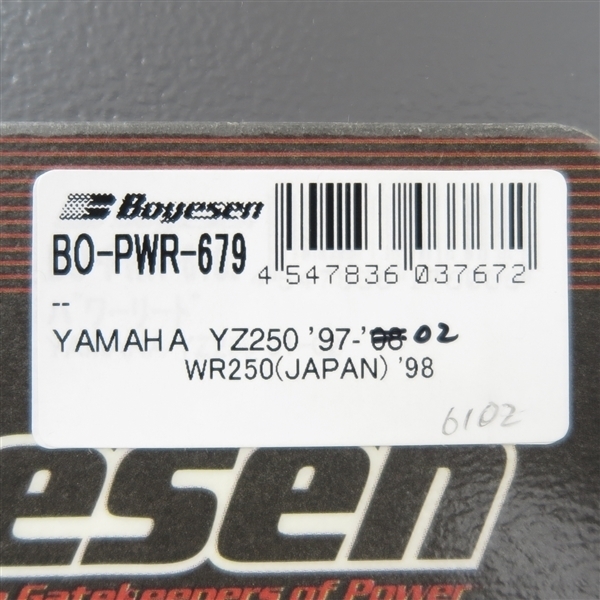 Boyesen
BO-PWR-679
4 547836 037672
--
YAMAHA YZ250 '97-'08 02
WR250(JAPAN) '98
6102
esen
Gatekeepers of Power